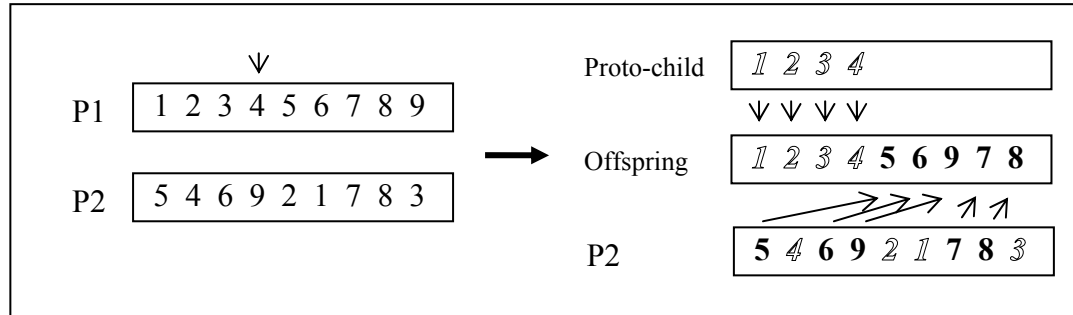 P1 1 2 3 4 5 6 7 8 9
P2 5 4 6 9 2 1 7 8 3
Proto-child 1 2 3 4
Offspring 1 2 3 4 5 6 9 7 8
P2 5 4 6 9 2 1 7 8 3